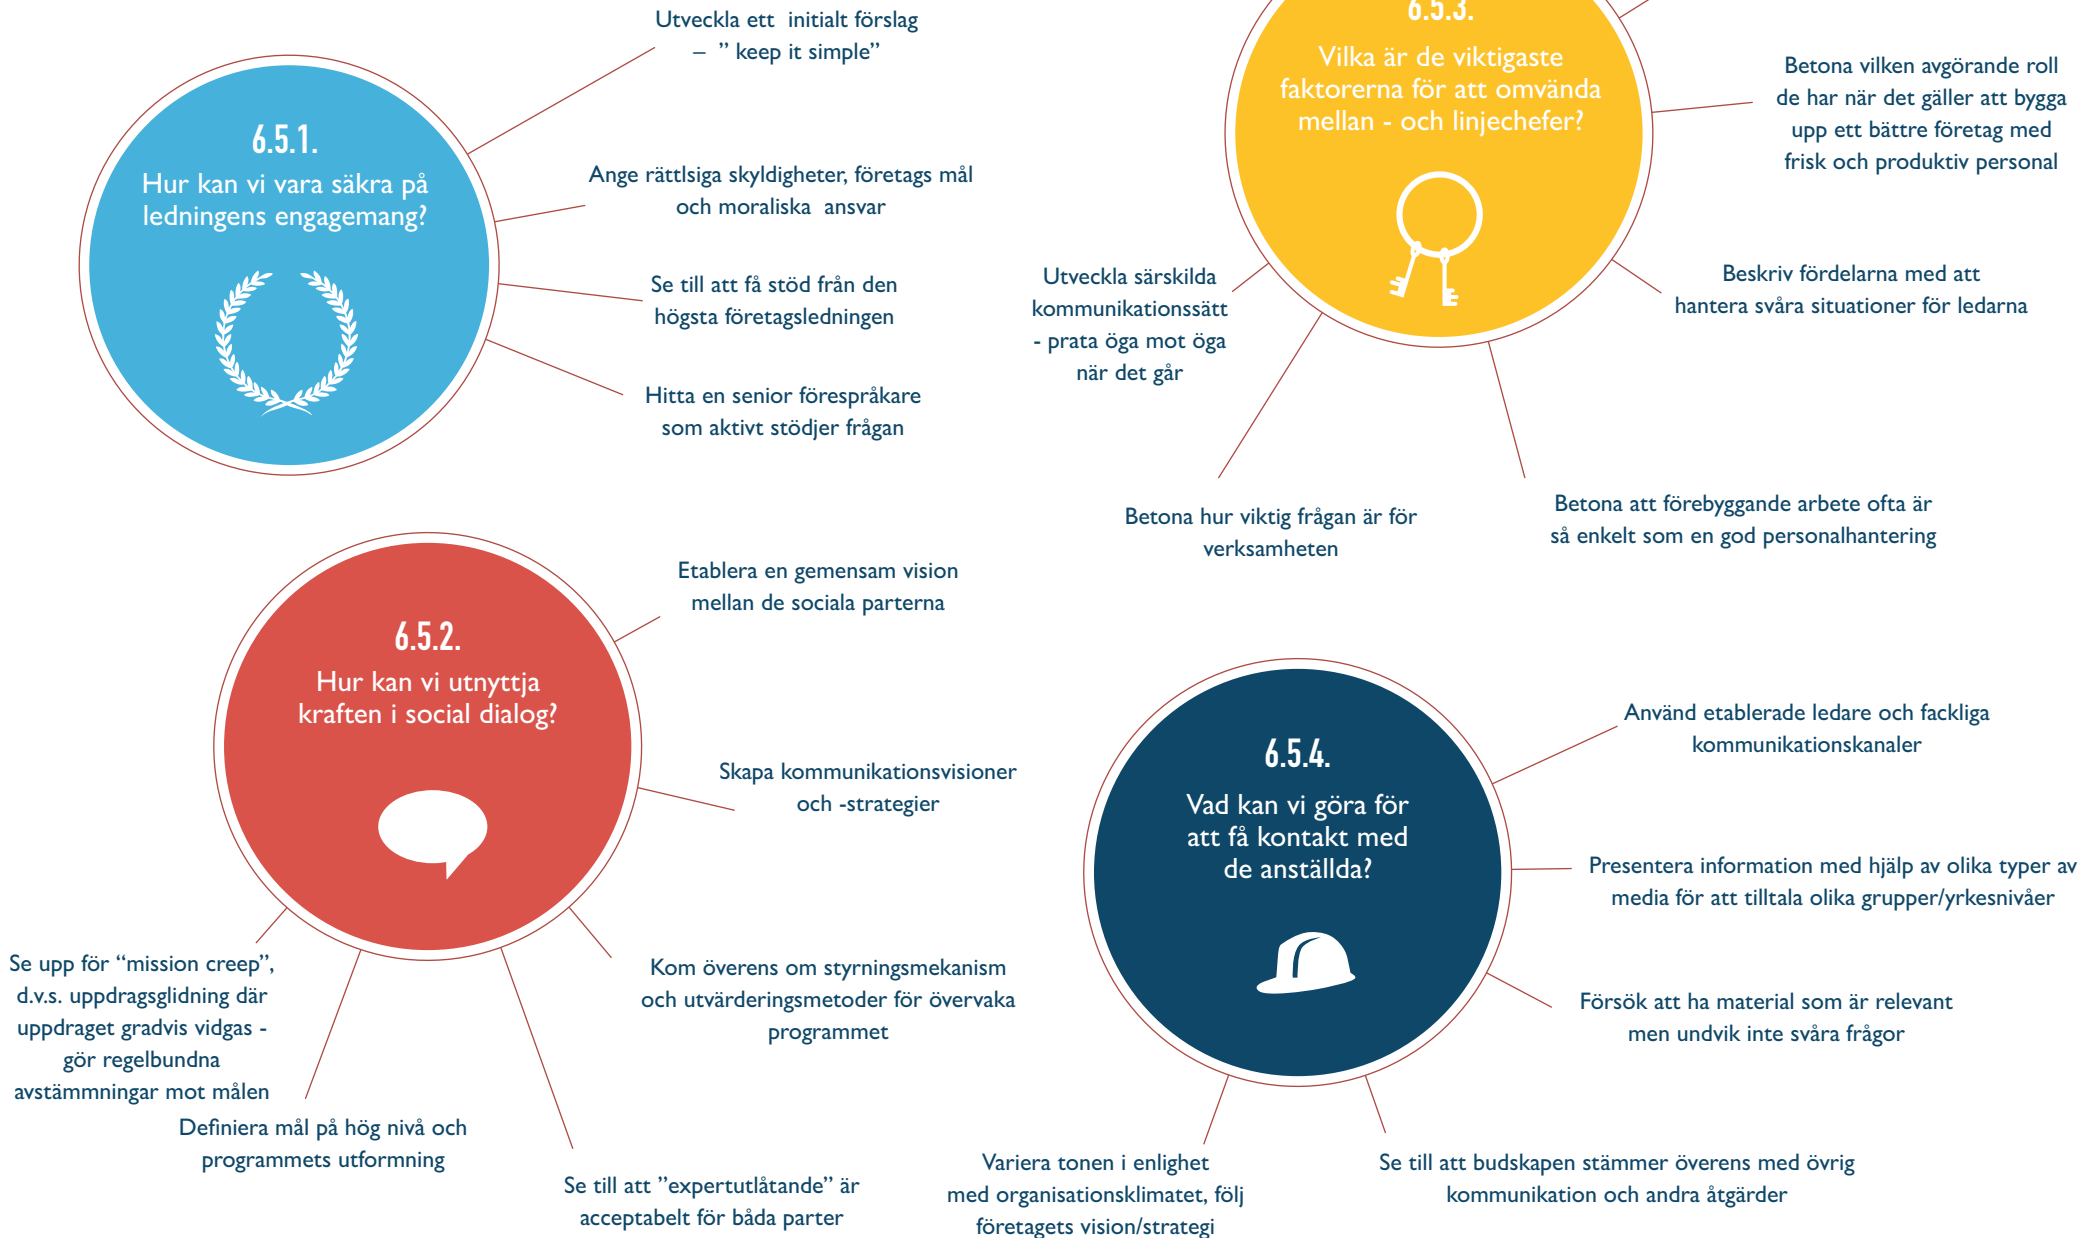 6.5.1.
Hur kan vi vara säkra på
ledningens engagemang?
Utveckla ett initialt förslag
– ” keep it simple”
Ange rättlsiga skyldigheter, företags mål
och moraliska ansvar
Se till att få stöd från den
högsta företagsledningen
Hitta en senior förespråkare
som aktivt stödjer frågan
6.5.2.
Hur kan vi utnyttja
kraften i social dialog?
Etablera en gemensam vision
mellan de sociala parterna
Skapa kommunikationsvisioner
och -strategier
Kom överens om styrningsmekanism
och utvärderingsmetoder för övervaka
programmet
Se till att ”expertutlåtande” är
acceptabelt för båda parter
Definiera mål på hög nivå och
programmets utformning
Se upp för “mission creep”,
d.v.s. uppdragsglidning där
uppdraget gradvis vidgas -
gör regelbundna
avstämmningar mot målen
6.5.3.
Vilka är de viktigaste
faktorerna för att omvända
mellan - och linjechefer?
Betona vilken avgörande roll
de har när det gäller att bygga
upp ett bättre företag med
frisk och produktiv personal
Beskriv fördelarna med att
hantera svåra situationer för ledarna
Betona att förebyggande arbete ofta är
så enkelt som en god personalhantering
Betona hur viktig frågan är för
verksamheten
Utveckla särskilda
kommunikationssätt
- prata öga mot öga
när det går
6.5.4.
Vad kan vi göra för
att få kontakt med
de anställda?
Använd etablerade ledare och fackliga
kommunikationskanaler
Presentera information med hjälp av olika typer av
media för att tilltala olika grupper/yrkesnivåer
Försök att ha material som är relevant
men undvik inte svåra frågor
Se till att budskapen stämmer överens med övrig
kommunikation och andra åtgärder
Variera tonen i enlighet
med organisationsklimatet, följ
företagets vision/strategi